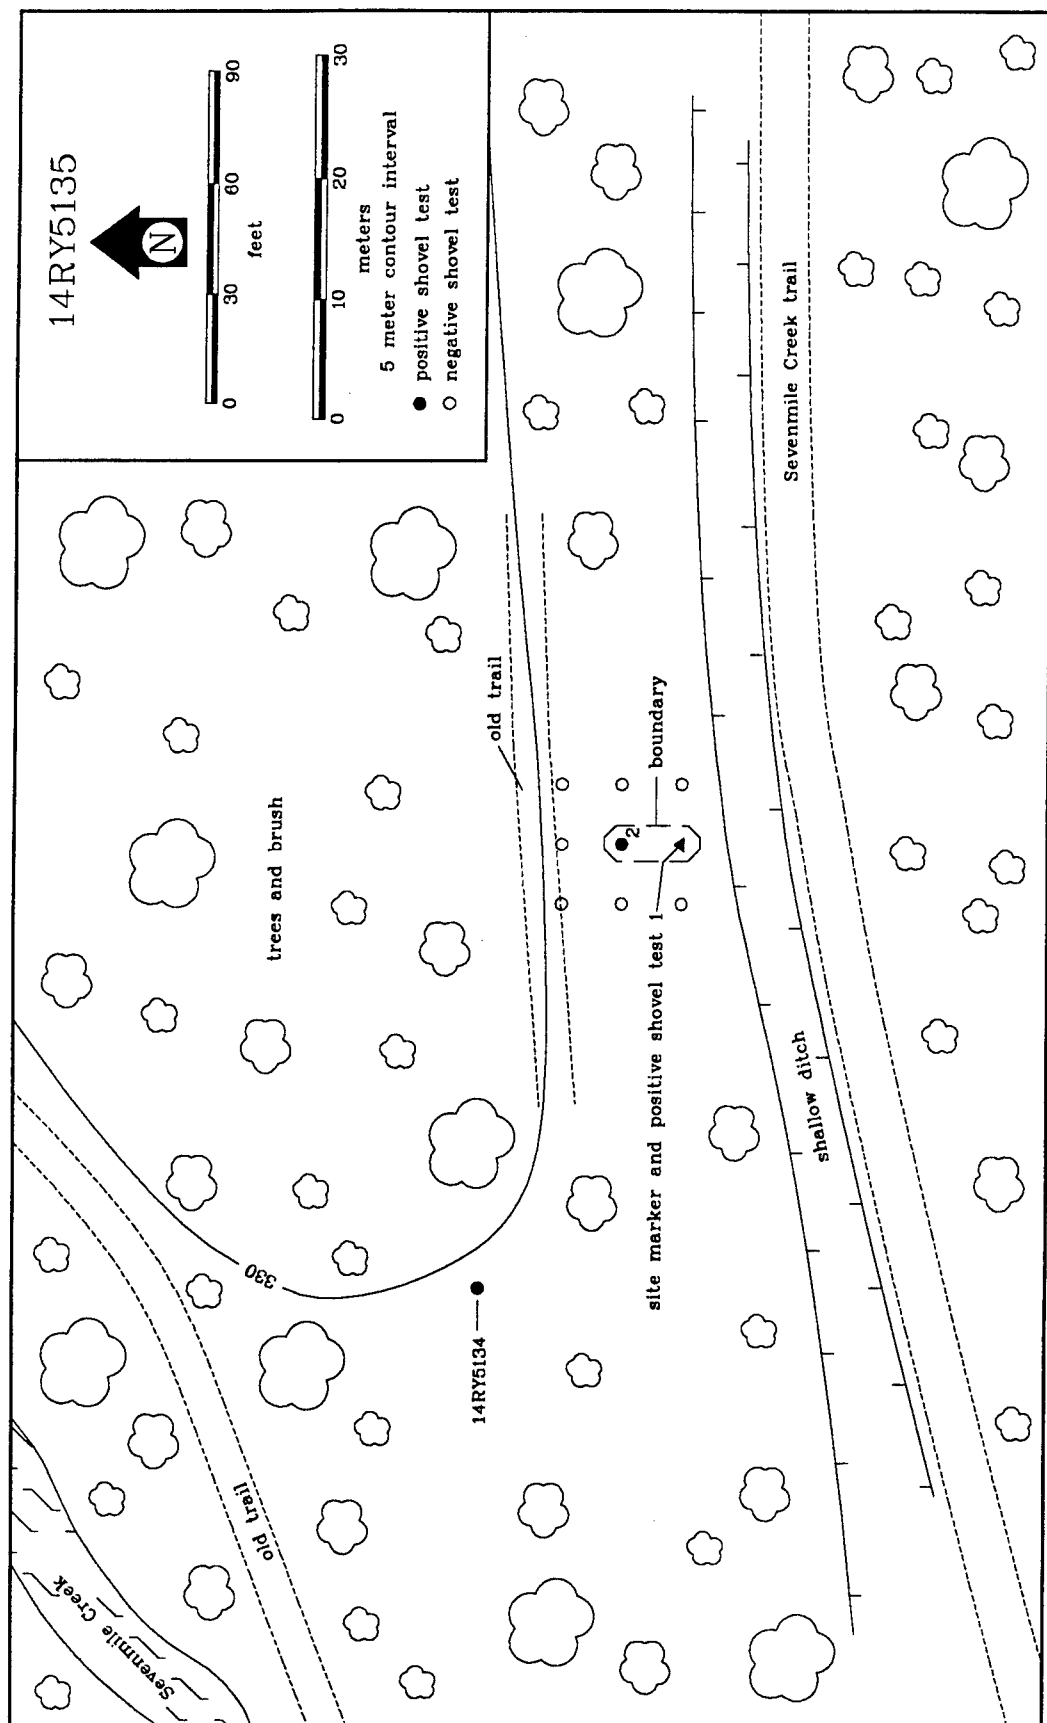 14RY5135
N
0 30 60 90
feet
0 10 20 30
meters
5 meter contour interval
● positive shovel test
○ negative shovel test
Sevenmile Creek
old trail
330
14RY5134
trees and brush
old trail
2
boundary
site marker and positive shovel test 1
shallow ditch
Sevenmile Creek trail